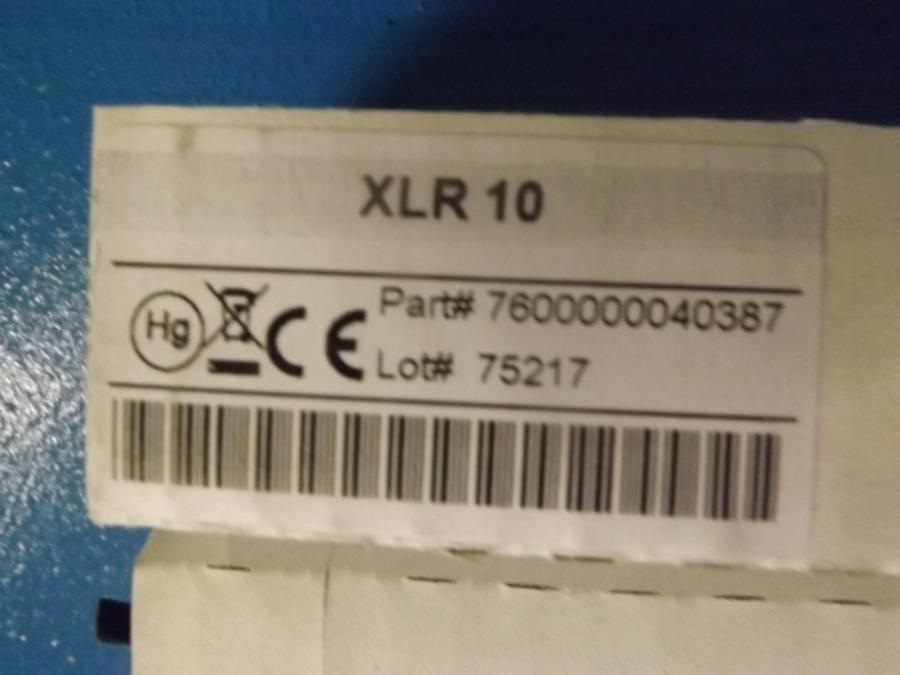 XLR 10
Hg CE Part# 7600000040387
Lot# 75217